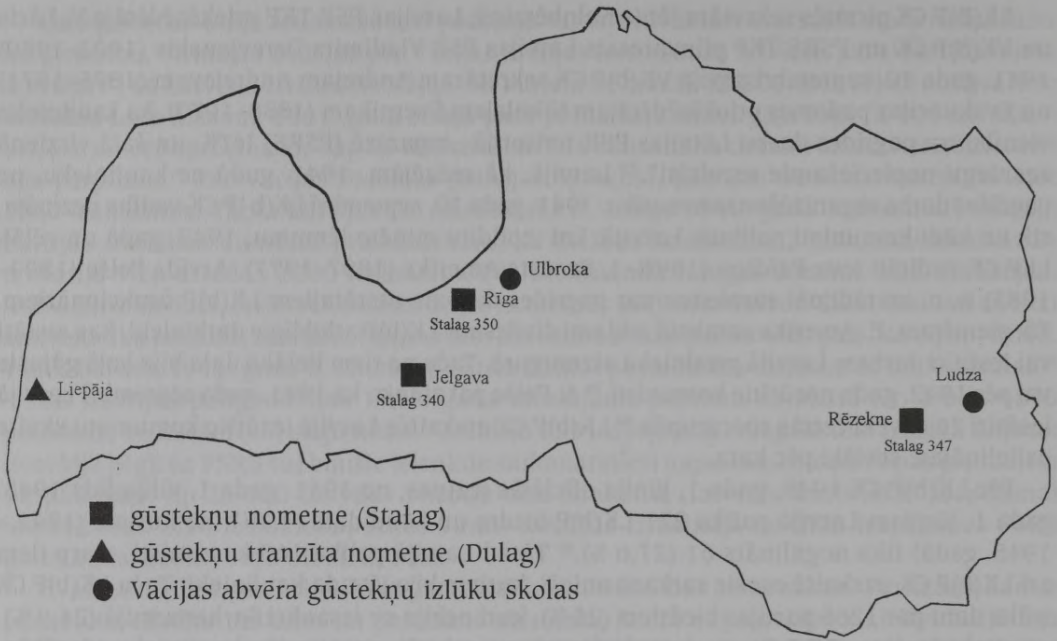 Ulbroka
Rīga
Stalag 350
Liepāja
Jelgava
Stalag 340
Ludza
Rēzekne
Stalag 347
gūstekņu nometne (Stalag)
gūstekņu tranzīta nometne (Dulag)
Vācijas abvēra gūstekņu izlūku skolas